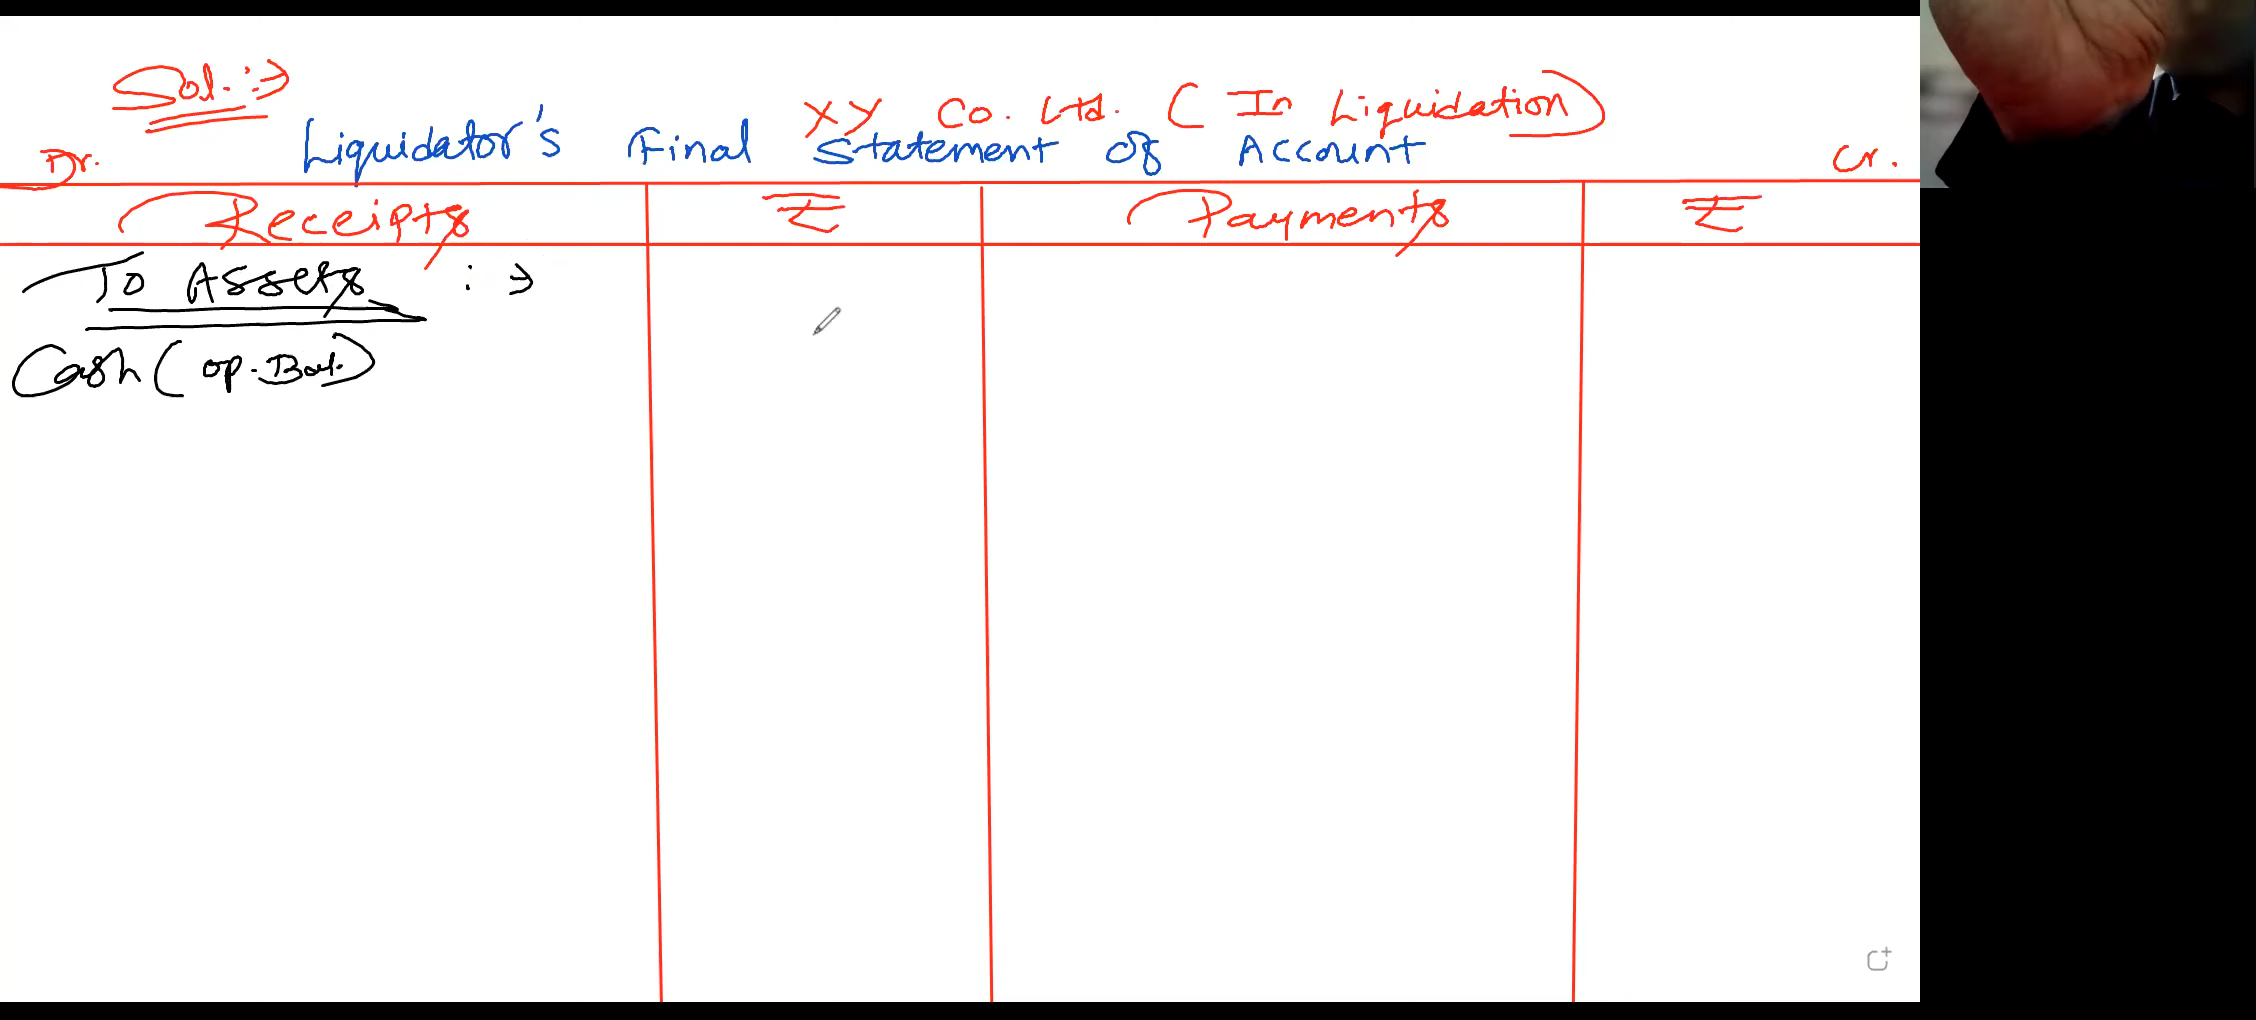 Sol. :→
XY Co. Ltd. (In Liquidation)
Dr. Liquidator's Final Statement of Account Cr.
Receipts ₹ Payments ₹
To Assets :→
Cash (op. Bal.)